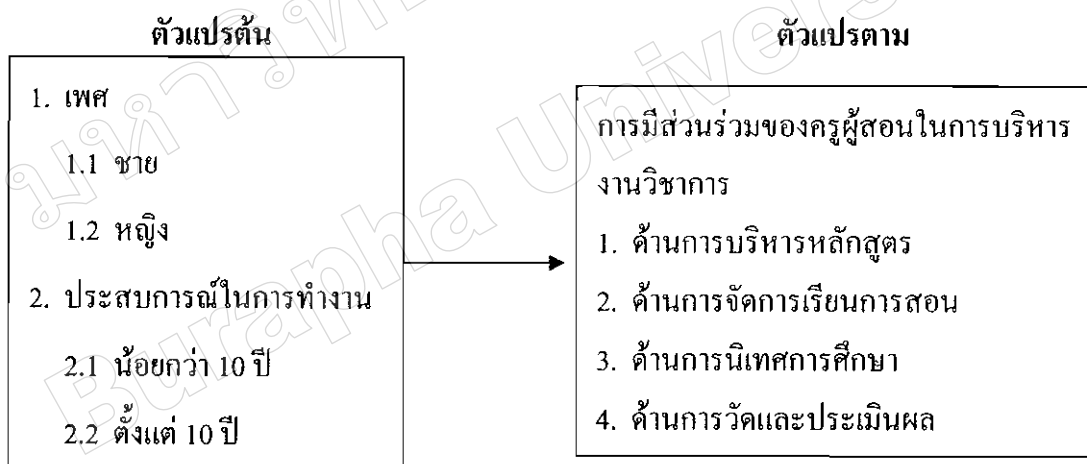 ตัวแปรต้น
1. เพศ
1.1 ชาย
1.2 หญิง
2. ประสบการณ์ในการทำงาน
2.1 น้อยกว่า 10 ปี
2.2 ตั้งแต่ 10 ปี
ตัวแปรตาม
การมีส่วนร่วมของครูผู้สอนในการบริหาร
งานวิชาการ
1. ด้านการบริหารหลักสูตร
2. ด้านการจัดการเรียนการสอน
3. ด้านการนิเทศการศึกษา
4. ด้านการวัดและประเมินผล
Burapha Univers